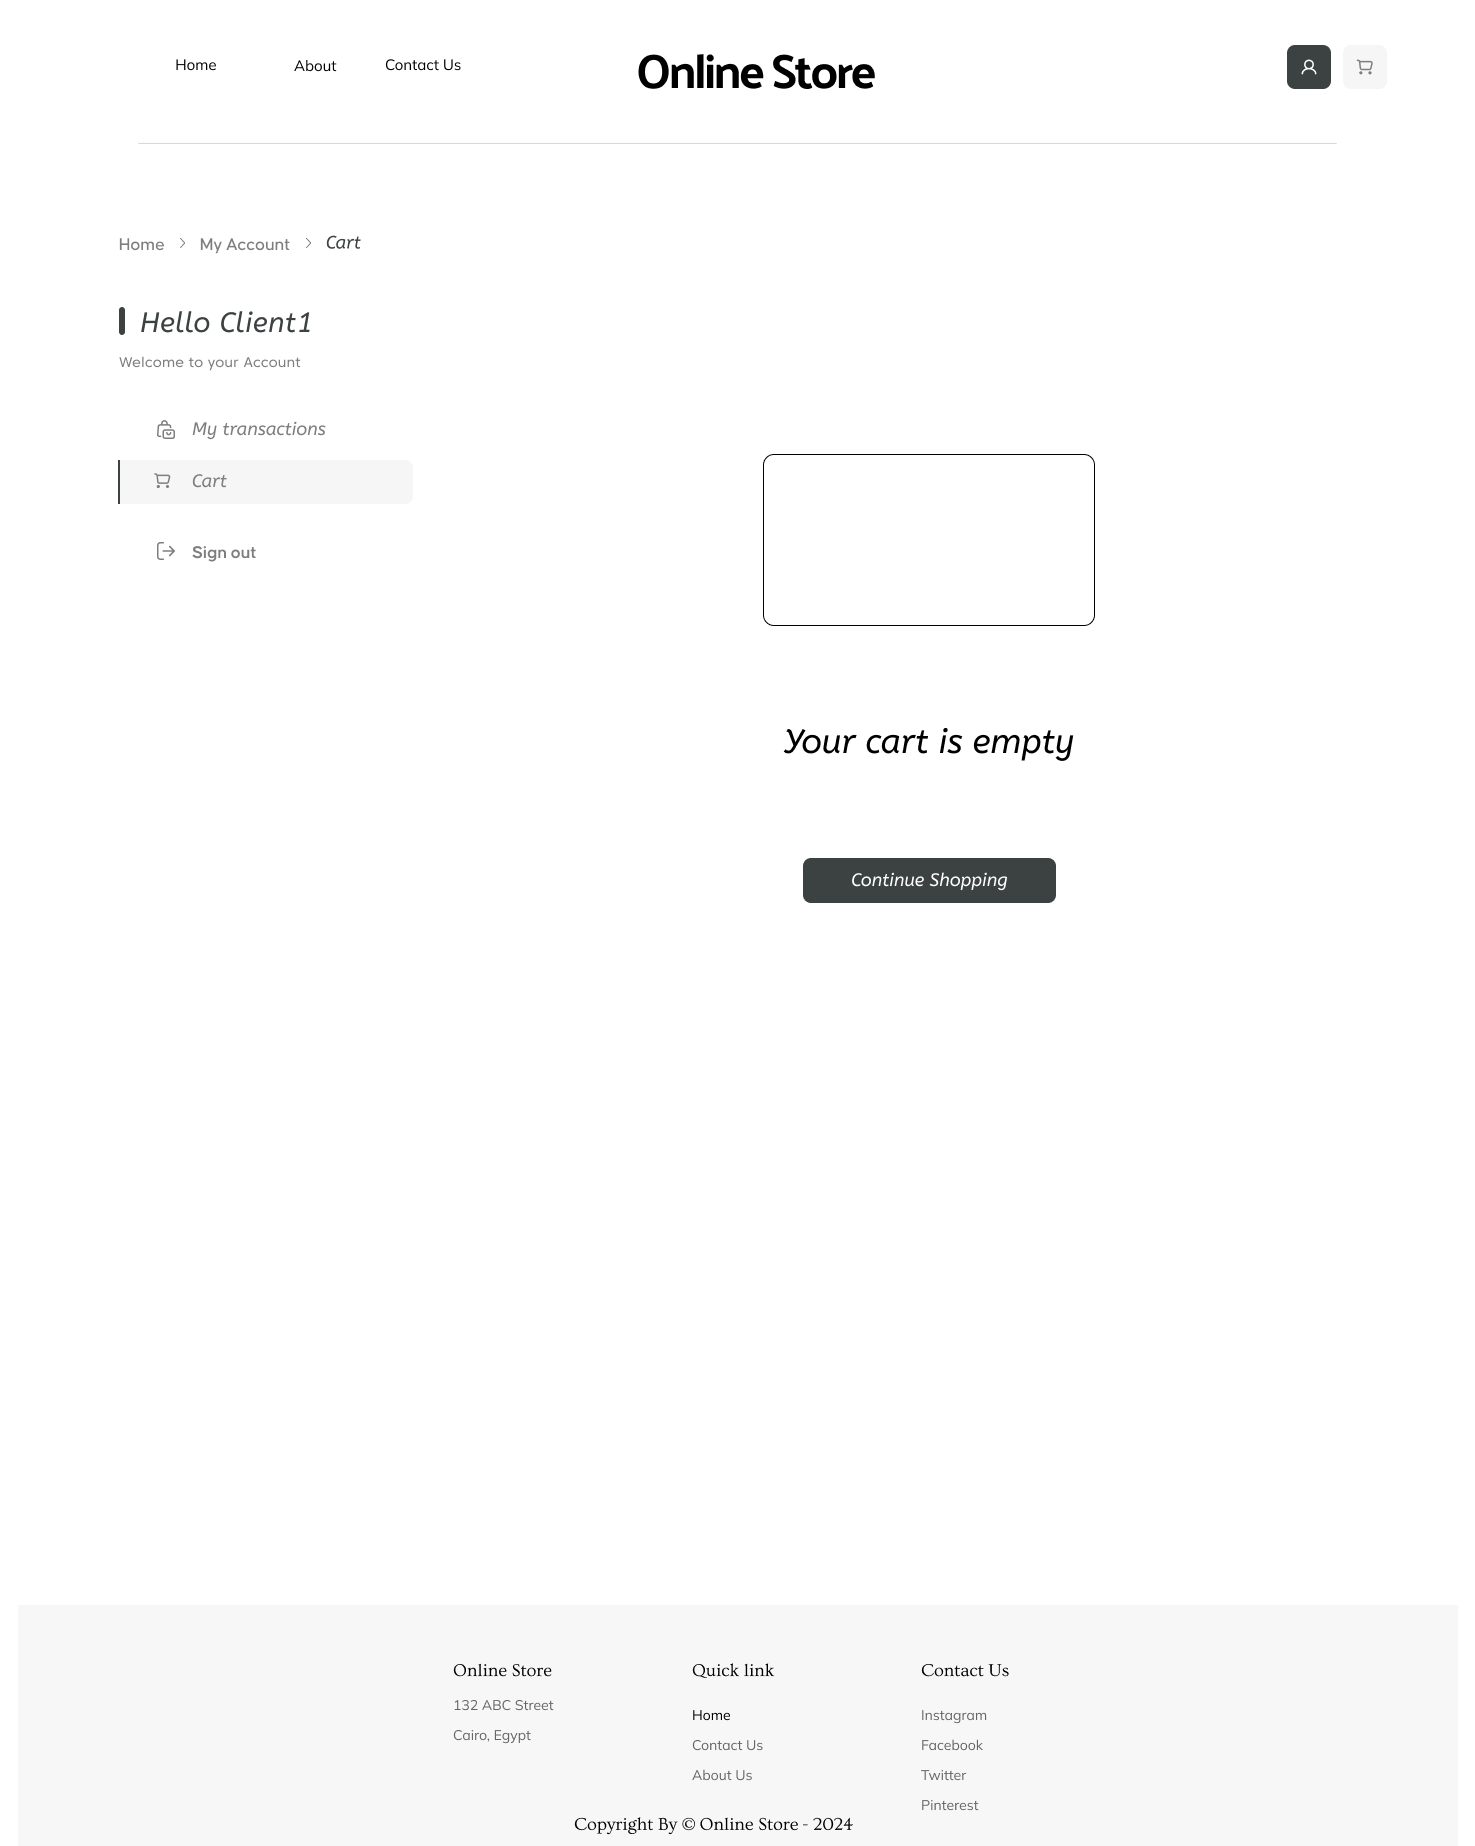 Home
About
Contact Us
Online Store
Home > My Account > Cart
Hello Client1
Welcome to your Account
My transactions
Cart
Sign out
Your cart is empty
Continue Shopping
Online Store
132 ABC Street
Cairo, Egypt
Quick link
Home
Contact Us
About Us
Contact Us
Instagram
Facebook
Twitter
Pinterest
Copyright By © Online Store - 2024